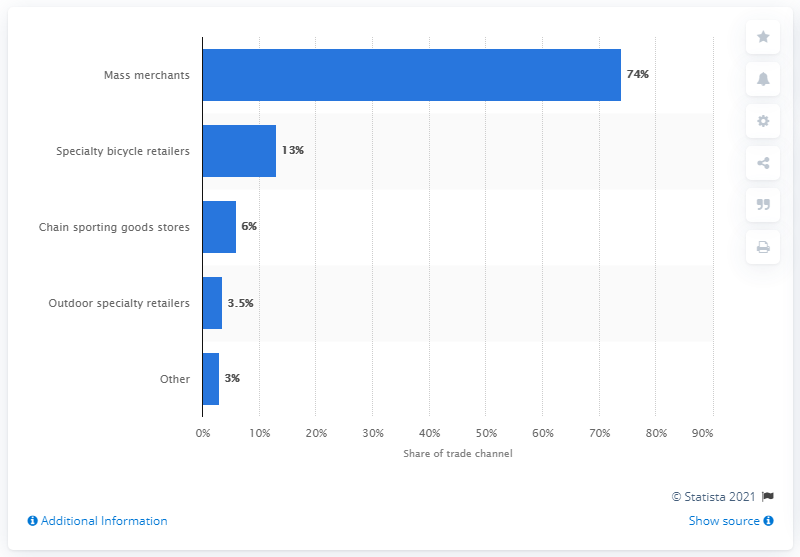 Mass merchants 74%
Specialty bicycle retailers 13%
Chain sporting goods stores 6%
Outdoor specialty retailers 3.5%
Other 3%
0% 10% 20% 30% 40% 50% 60% 70% 80% 90%
Share of trade channel
© Statista 2021
Additional Information Show source